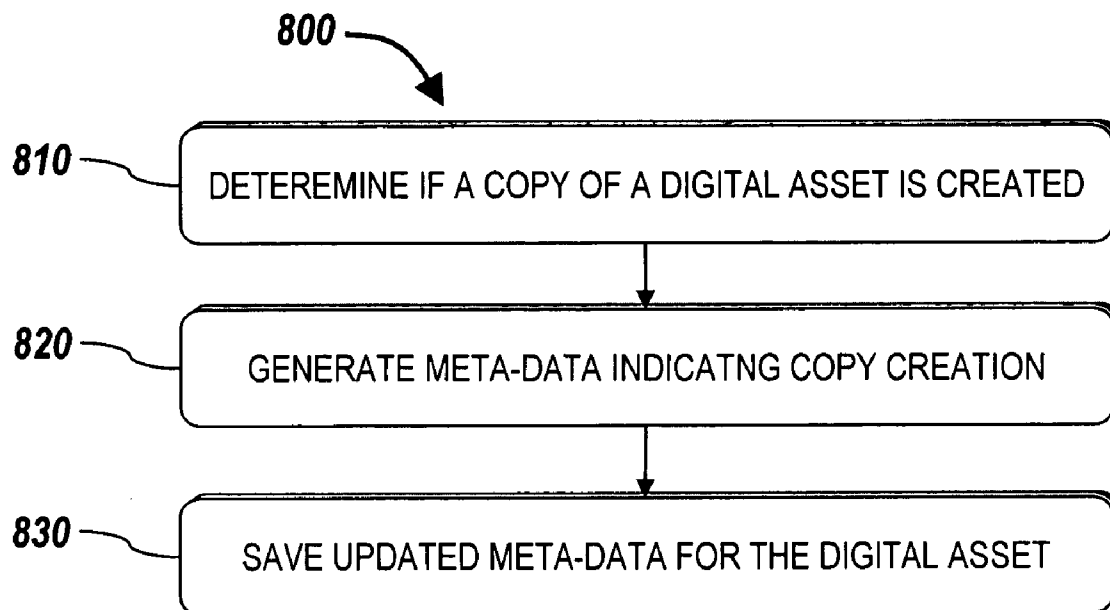 800
810
DETEREMINE IF A COPY OF A DIGITAL ASSET IS CREATED
820
GENERATE META-DATA INDICATNG COPY CREATION
830
SAVE UPDATED META-DATA FOR THE DIGITAL ASSET